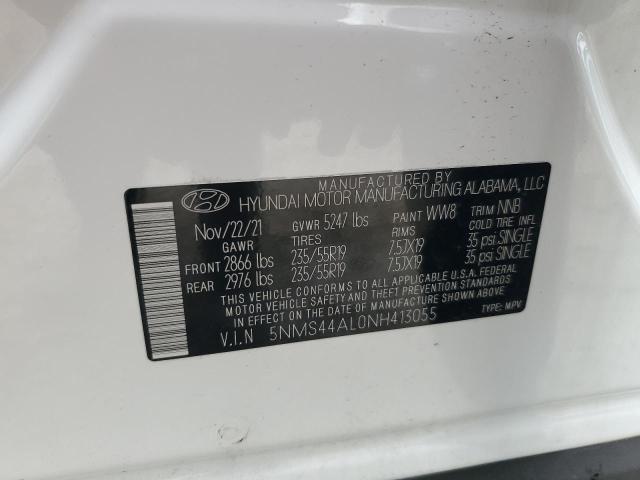 MANUFACTURED BY
HYUNDAI MOTOR MANUFACTURING ALABAMA, LLC
Nov/22/21 GVWR 5247 lbs PAINT WW8 TRIM NNB
GAWR TIRES RIMS COLD TIRE INFL
FRONT 2866 lbs 235/55R19 7.5JX19 35 psi SINGLE
REAR 2976 lbs 235/55R19 7.5JX19 35 psi SINGLE
THIS VEHICLE CONFORMS TO ALL APPLICABLE U.S.A. FEDERAL
MOTOR VEHICLE SAFETY STANDARDS IN EFFECT ON
THE DATE OF MANUFACTURE SHOWN ABOVE.
V.I.N 5NMS44AL0NH413055 TYPE: MPV